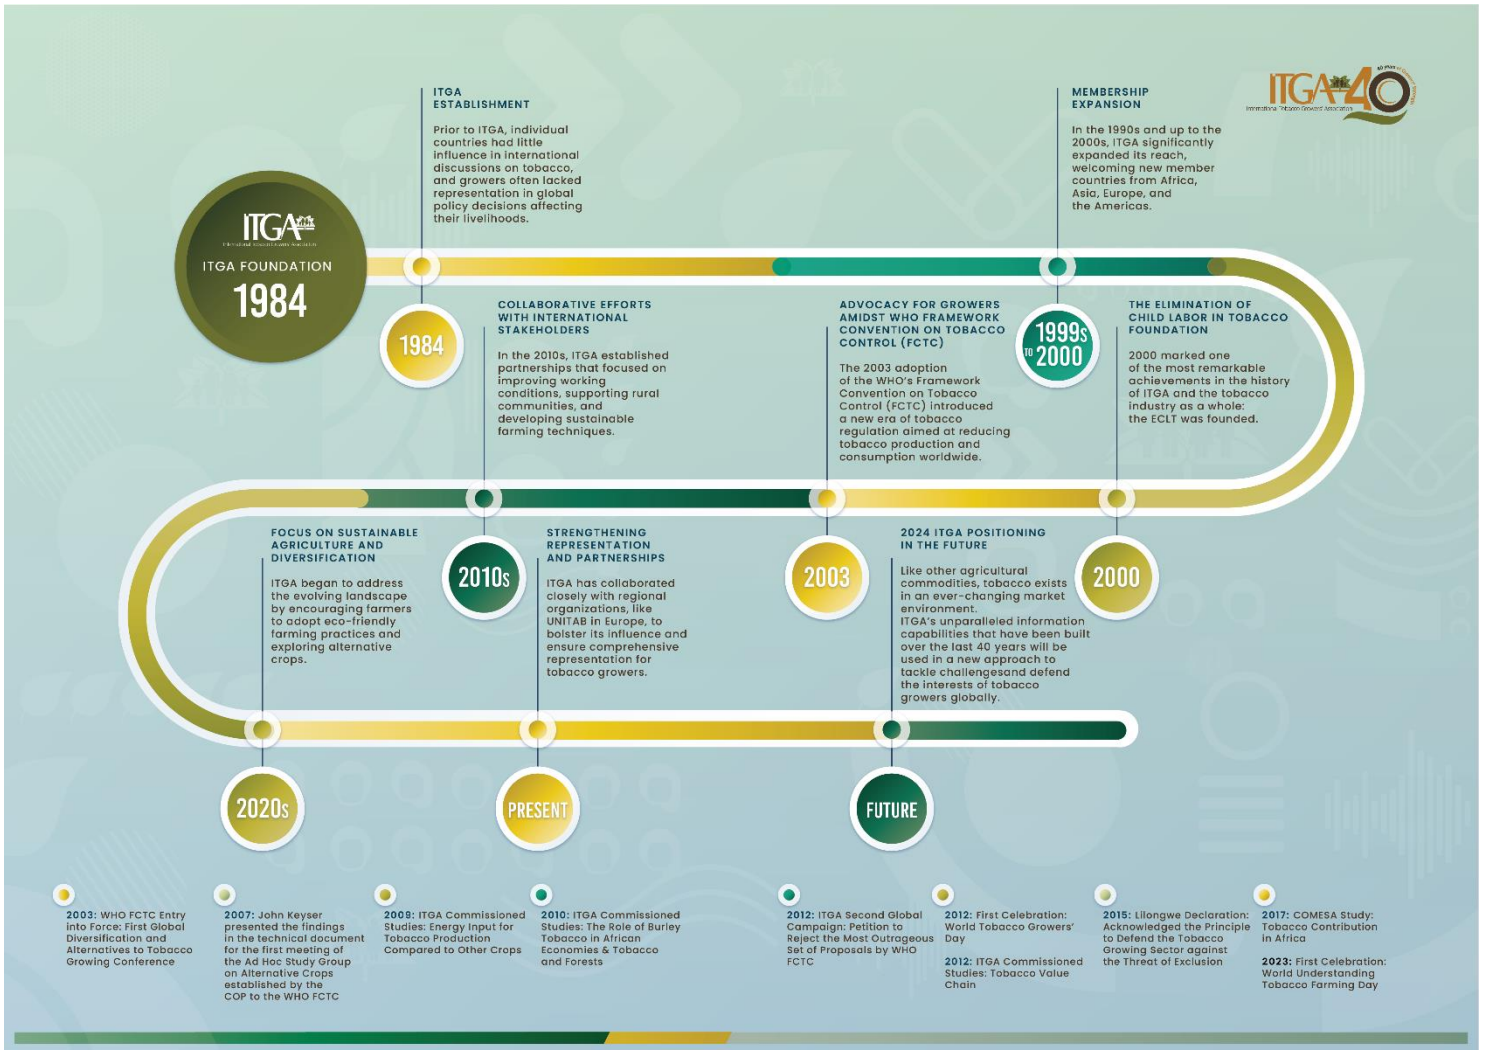 ITGA
ESTABLISHMENT
Prior to ITGA, individual
countries had little
influence in international
discussions on tobacco,
and growers often lacked
representation in global
policy decisions affecting
their livelihoods.
MEMBERSHIP
EXPANSION
In the 1990s and up to the
2000s, ITGA significantly
expanded its reach,
welcoming new member
countries from Africa,
Asia, Europe, and
the Americas.
ITGA 40
International Tobacco Growers' Association
ITGA
International Tobacco Growers' Association
ITGA FOUNDATION
1984
1984
COLLABORATIVE EFFORTS
WITH INTERNATIONAL
STAKEHOLDERS
In the 2010s, ITGA established
partnerships that focused on
improving working
conditions, supporting rural
communities, and
developing sustainable
farming techniques.
ADVOCACY FOR GROWERS
AMIDST WHO FRAMEWORK
CONVENTION ON TOBACCO
CONTROL (FCTC)
The 2003 adoption
of the WHO's Framework
Convention on Tobacco
Control (FCTC) introduced
a new era of tobacco
regulation aimed at reducing
tobacco production and
consumption worldwide.
1999s
TO 2000
THE ELIMINATION OF
CHILD LABOR IN TOBACCO
FOUNDATION
2000 marked one
of the most remarkable
achievements in the history
of ITGA and the tobacco
industry as a whole:
the ECLT was founded.
FOCUS ON SUSTAINABLE
AGRICULTURE AND
DIVERSIFICATION
ITGA began to address
the evolving landscape
by encouraging farmers
to adopt eco-friendly
farming practices and
exploring alternative
crops.
2010s
STRENGTHENING
REPRESENTATION
AND PARTNERSHIPS
ITGA has collaborated
closely with regional
organizations, like
UNITAB in Europe, to
bolster its influence and
ensure comprehensive
representation for
tobacco growers.
2003
2024 ITGA POSITIONING
IN THE FUTURE
Like other agricultural
commodities, tobacco exists
in an ever-changing market
environment.
ITGA's unparalleled information
capabilities that have been built
over the last 40 years will be
used in a new approach to
tackle challengesand defend
the interests of tobacco
growers globally.
2000
2020s
PRESENT
FUTURE
2003: WHO FCTC Entry
into Force: First Global
Diversification and
Alternatives to Tobacco
Growing Conference
2007: John Keyser
presented the findings
in the technical document
for the first meeting of
the Ad Hoc Study Group
on Alternative Crops
established by the
COP to the WHO FCTC
2009: ITGA Commissioned
Studies: Energy Input for
Tobacco Production
Compared to Other Crops
2010: ITGA Commissioned
Studies: The Role of Burley
Tobacco in African
Economies & Tobacco
and Forests
2012: ITGA Second Global
Campaign: Petition to
Reject the Most Outrageous
Set of Proposals by WHO
FCTC
2012: First Celebration:
World Tobacco Growers'
Day
2012: ITGA Commissioned
Studies: Tobacco Value
Chain
2015: Lilongwe Declaration:
Acknowledged the Principle
to Defend the Tobacco
Growing Sector against
the Threat of Exclusion
2017: COMESA Study:
Tobacco Contribution
in Africa
2023: First Celebration:
World Understanding
Tobacco Farming Day